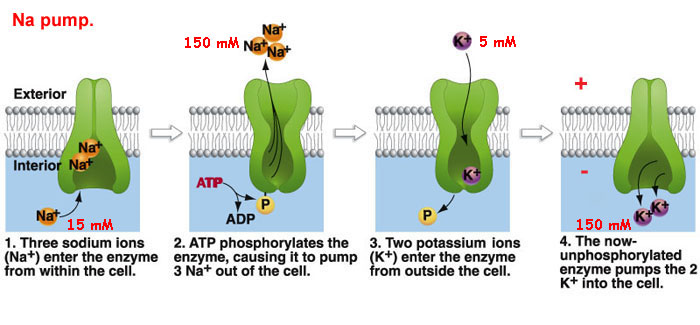 Na pump.
Exterior
Interior
Na+
Na+
Na+
15 mM
1. Three sodium ions
(Na+) enter the enzyme
from within the cell.
150 mM
Na+
Na+
Na+
ATP
ADP
P
2. ATP phosphorylates the
enzyme, causing it to pump
3 Na+ out of the cell.
K+
5 mM
K+
P
3. Two potassium ions
(K+) enter the enzyme
from outside the cell.
+
-
150 mM
K+
K+
4. The now-
unphosphorylated
enzyme pumps the 2
K+ into the cell.